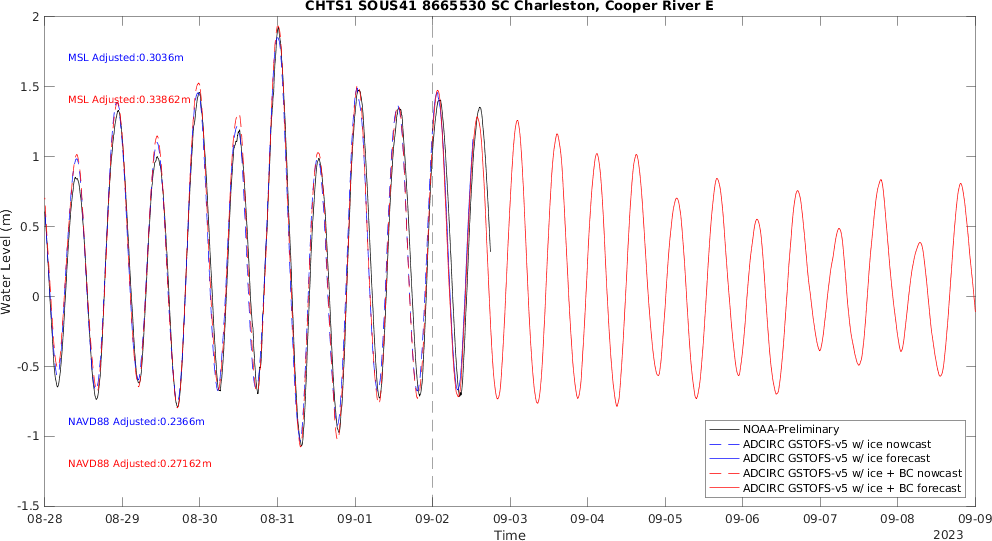 CHTS1 SOUS41 8665530 SC Charleston, Cooper River E
2
1.5
1
0.5
0
-0.5
-1
-1.5
Water Level (m)
MSL Adjusted:0.3036m
MSL Adjusted:0.33862m
NAVD88 Adjusted:0.2366m
NAVD88 Adjusted:0.27162m
NOAA-Preliminary
ADCIRC GSTOFS-v5 w/ ice nowcast
ADCIRC GSTOFS-v5 w/ ice forecast
ADCIRC GSTOFS-v5 w/ ice + BC nowcast
ADCIRC GSTOFS-v5 w/ ice + BC forecast
08-28 08-29 08-30 08-31 09-01 09-02 09-03 09-04 09-05 09-06 09-07 09-08 09-09
Time
2023